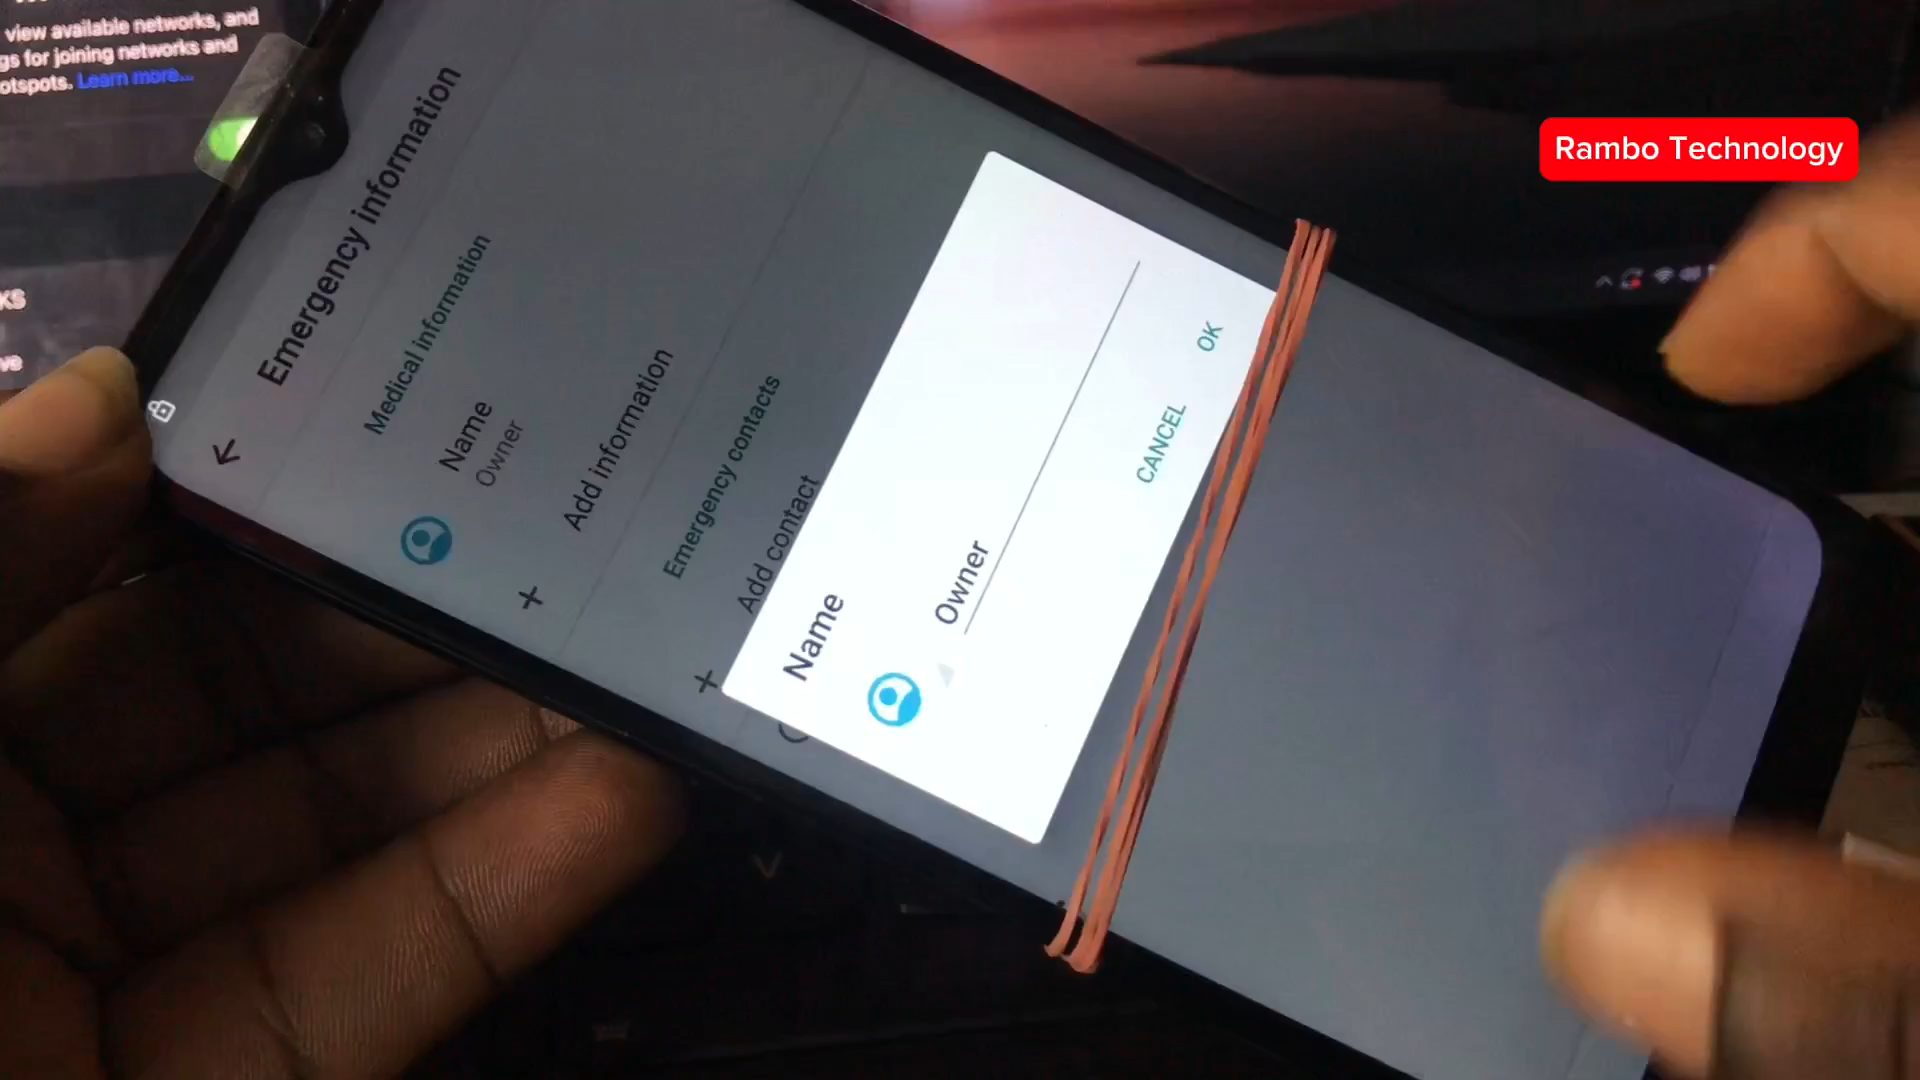 view available networks, and
gs for joining networks and
otspots. Learn more...
Rambo Technology
Emergency information
Medical information
Name
Owner
Add information
Emergency contacts
Add contact
Name
Owner
CANCEL OK